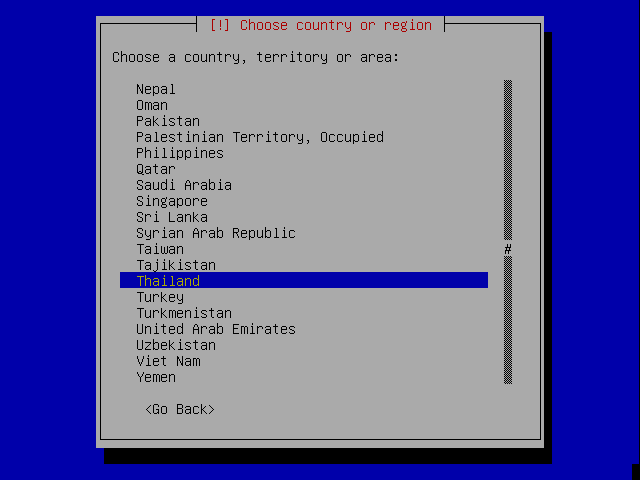 [!] Choose country or region
Choose a country, territory or area:
Nepal
Oman
Pakistan
Palestinian Territory, Occupied
Philippines
Qatar
Saudi Arabia
Singapore
Sri Lanka
Syrian Arab Republic
Taiwan #
Tajikistan
Thailand
Turkey
Turkmenistan
United Arab Emirates
Uzbekistan
Viet Nam
Yemen
<Go Back>